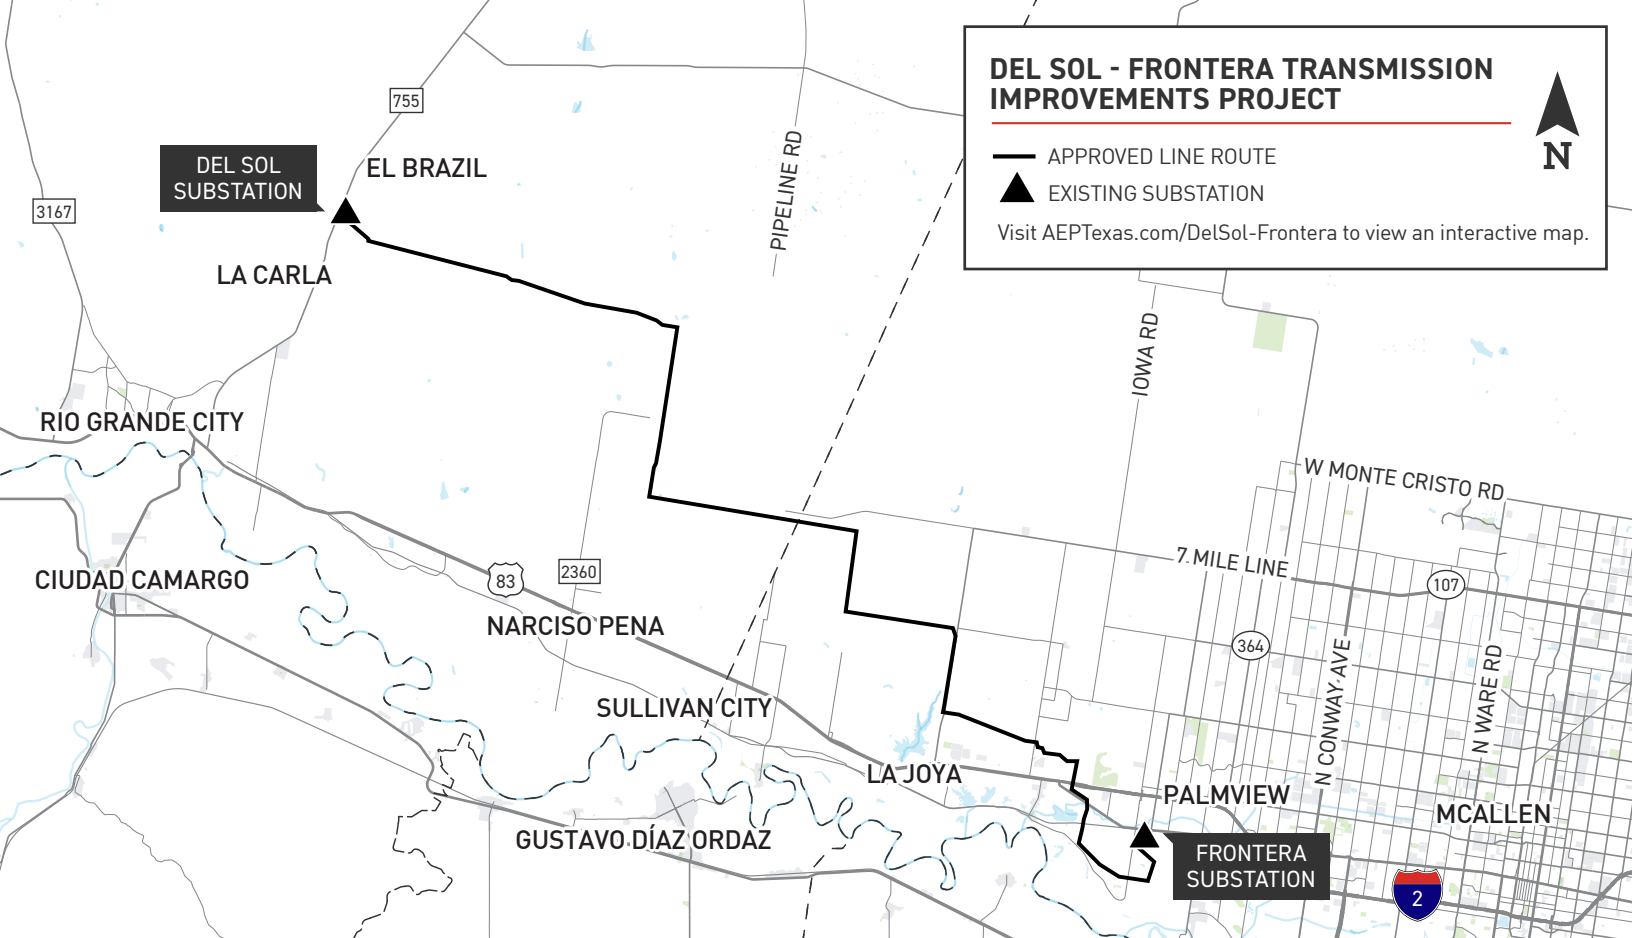 DEL SOL - FRONTERA TRANSMISSION
IMPROVEMENTS PROJECT
APPROVED LINE ROUTE
EXISTING SUBSTATION
Visit AEPTexas.com/DelSol-Frontera to view an interactive map.
N
755
DEL SOL
SUBSTATION
EL BRAZIL
PIPELINE RD
3167
LA CARLA
IOWA RD
RIO GRANDE CITY
W MONTE CRISTO RD
7 MILE LINE
CIUDAD CAMARGO
83
2360
107
NARCISO PENA
364
N CONWAY AVE
N WARE RD
SULLIVAN CITY
LA JOYA
PALMVIEW
MCALLEN
GUSTAVO DÍAZ ORDAZ
FRONTERA
SUBSTATION
2